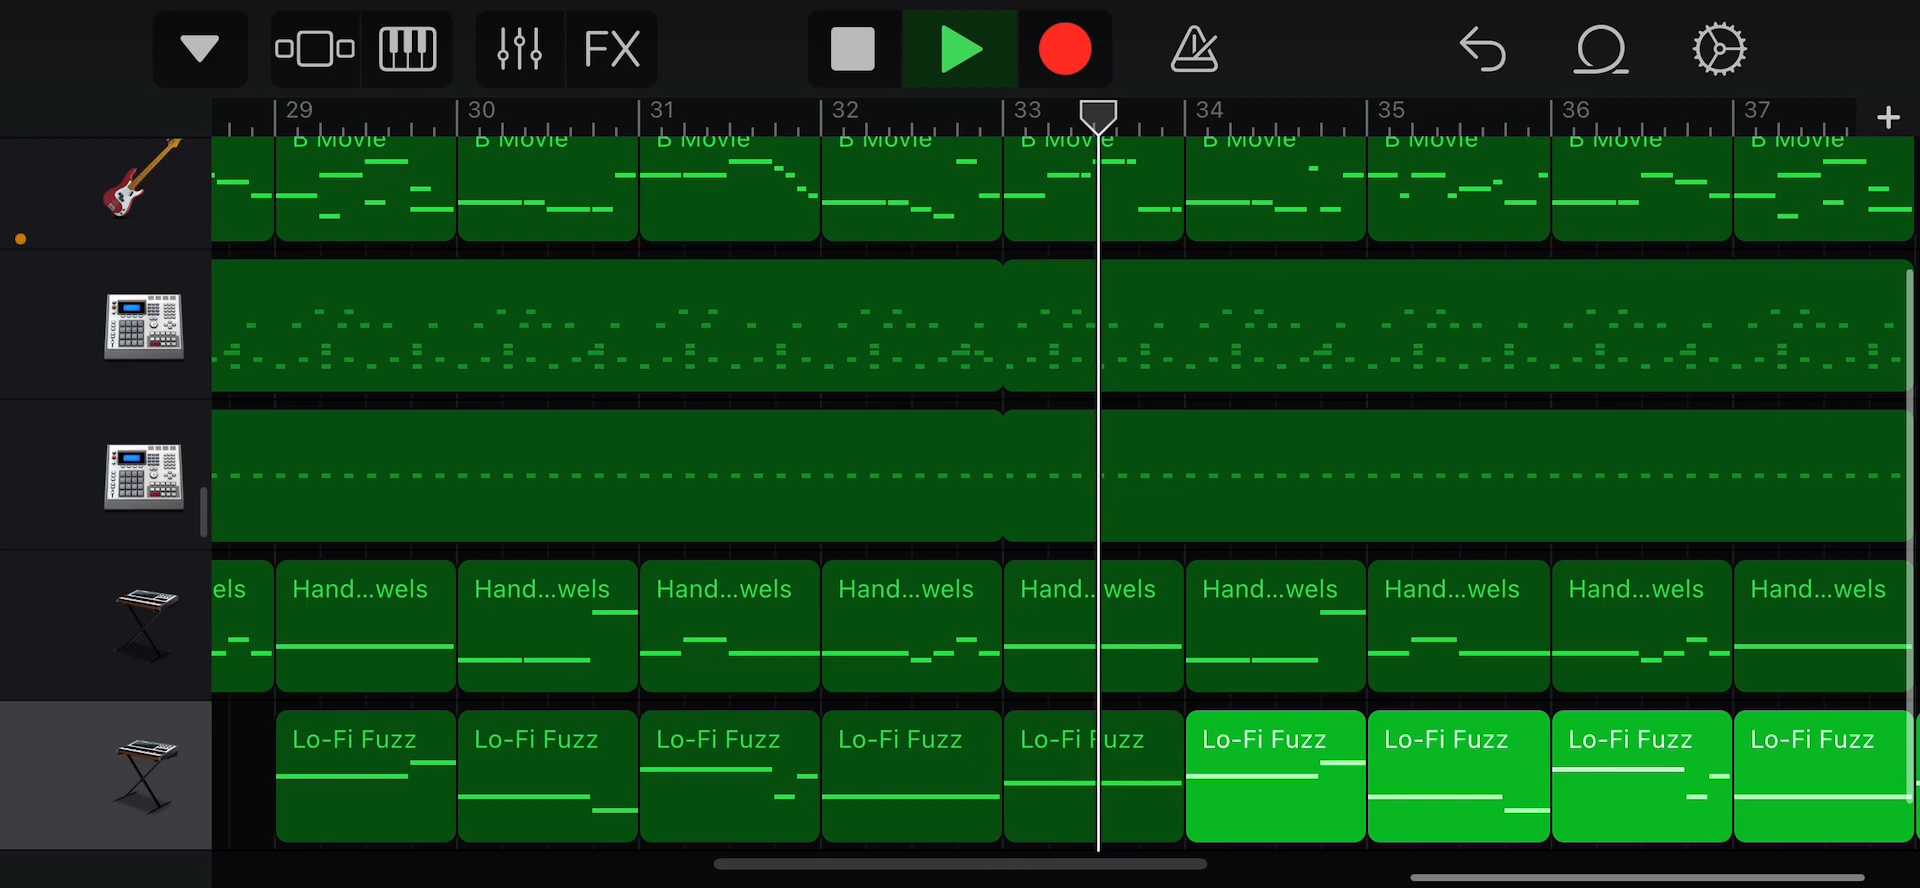 FX
29 30 31 32 33 34 35 36 37
B Movie B Movie B Movie B Movie B Movie B Movie B Movie B Movie B Movie
els Hand...wels Hand...wels Hand...wels Hand...wels Hand...wels Hand...wels Hand...wels Hand...wels Hand...wels
Lo-Fi Fuzz Lo-Fi Fuzz Lo-Fi Fuzz Lo-Fi Fuzz Lo-Fi Fuzz Lo-Fi Fuzz Lo-Fi Fuzz Lo-Fi Fuzz Lo-Fi Fuzz